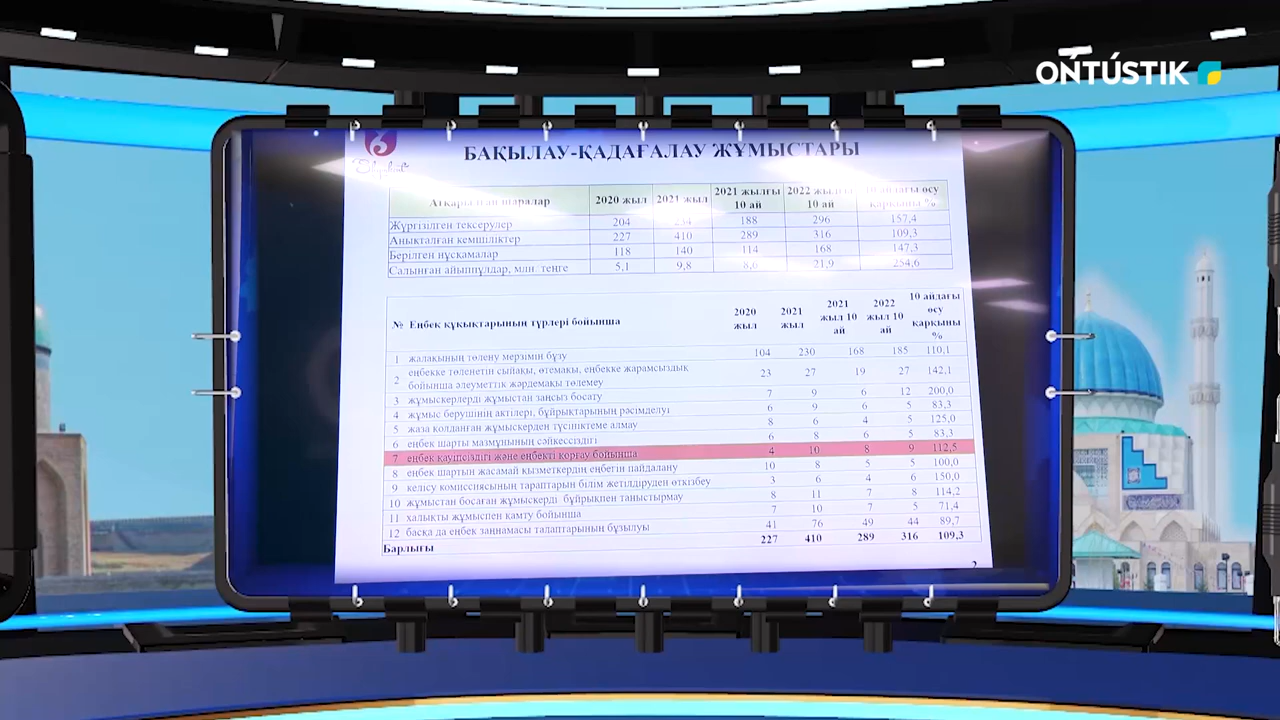 OŃTÚSTIK
Shymkent
БАҚЫЛАУ-ҚАДАҒАЛАУ ЖҰМЫСТАРЫ
Атқарылған шаралар 2020 жыл 2021 жыл 2021 жылғы 10 ай 2022 жылғы 10 ай 10 айдағы өсу қарқыны %
Жүргізілген тексерулер 204 234 188 296 157,4
Анықталған кемшіліктер 227 410 289 316 109,3
Берілген нұсқамалар 118 140 114 168 147,3
Салынған айыппұлдар, млн. теңге 5,1 9,8 8,6 21,9 254,6
№ Еңбек құқықтарының түрлері бойынша 2020 жыл 2021 жыл 2021 жыл 10 ай 2022 жыл 10 ай 10 айдағы өсу қарқыны %
1 жалақының төлену мерзімін бұзу 104 230 168 185 110,1
2 еңбекке төленетін сыйақы, өтемақы, еңбекке жарамсыздық
бойынша әлеуметтік жәрдемақы төлемеу 23 27 19 27 142,1
3 жұмыскерлерді жұмыстан заңсыз босату 7 9 6 12 200,0
4 жұмыс берушінің актілері, бұйрықтарының рәсімделуі 6 9 6 5 83,3
5 жаза қолданған жұмыскерден түсініктеме алмау 8 6 4 5 125,0
6 еңбек шарты мазмұнының сәйкессіздігі 6 8 6 5 83,3
7 еңбек қауіпсіздігі және еңбекті қорғау бойынша 4 10 8 9 112,5
8 еңбек шартын жасамай қызметкердің еңбегін пайдалану 10 8 5 5 100,0
9 келісу комиссиясының тараптарын білім жетілдіруден өткізбеу 3 6 4 6 150,0
10 жұмыстан босаған жұмыскерді бұйрықпен таныстырмау 8 11 7 8 114,2
11 халықты жұмыспен қамту бойынша 7 10 7 5 71,4
12 басқа да еңбек заңнамасы талаптарының бұзылуы 41 76 49 44 89,7
Барлығы 227 410 289 316 109,3
2